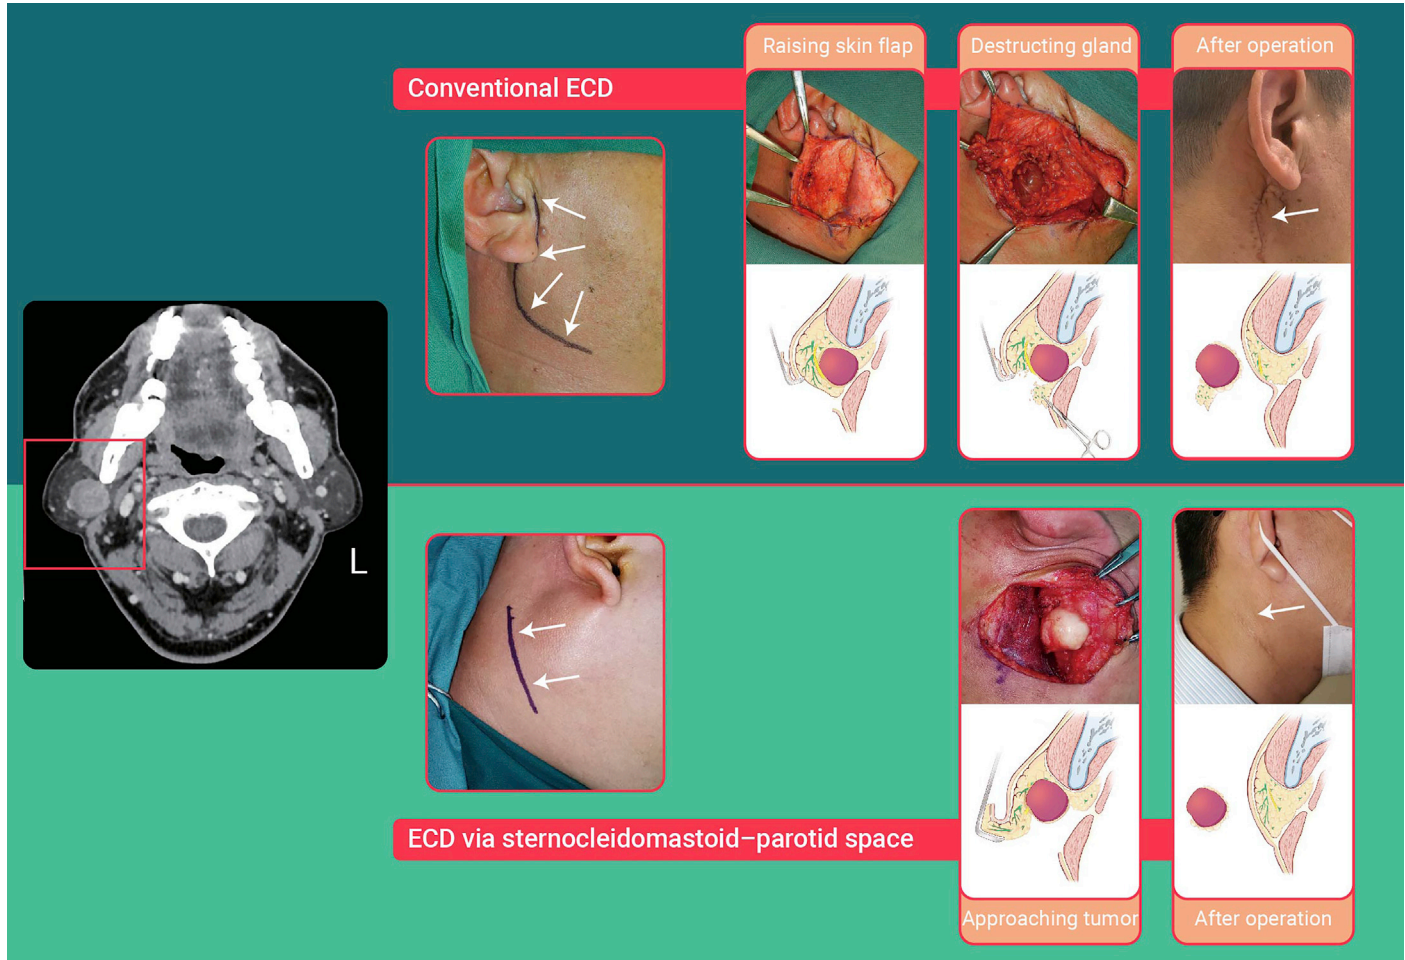 Raising skin flap
Destructing gland
After operation
Conventional ECD
L
ECD via sternocleidomastoid–parotid space
Approaching tumor
After operation